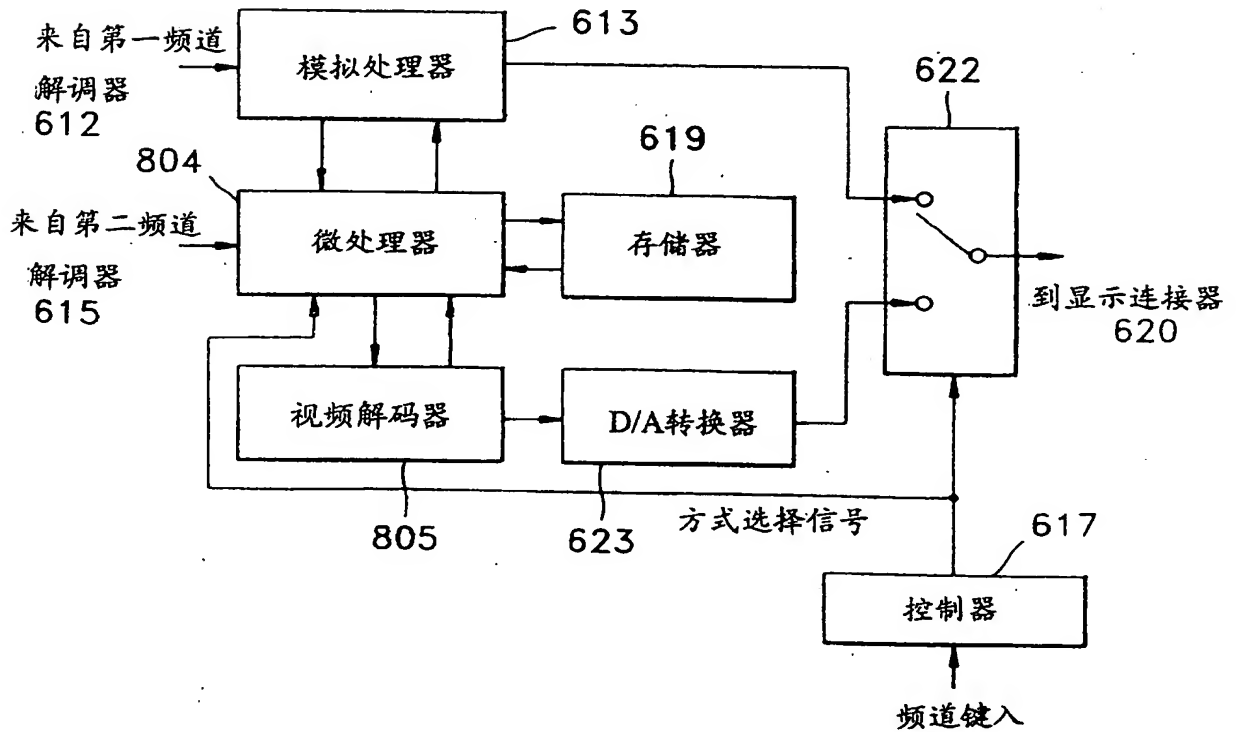 来自第一频道
解调器
612
模拟处理器
613
622
804
619
来自第二频道
解调器
615
微处理器
存储器
到显示连接器
620
视频解码器
D/A转换器
805
623
方式选择信号
617
控制器
频道键入